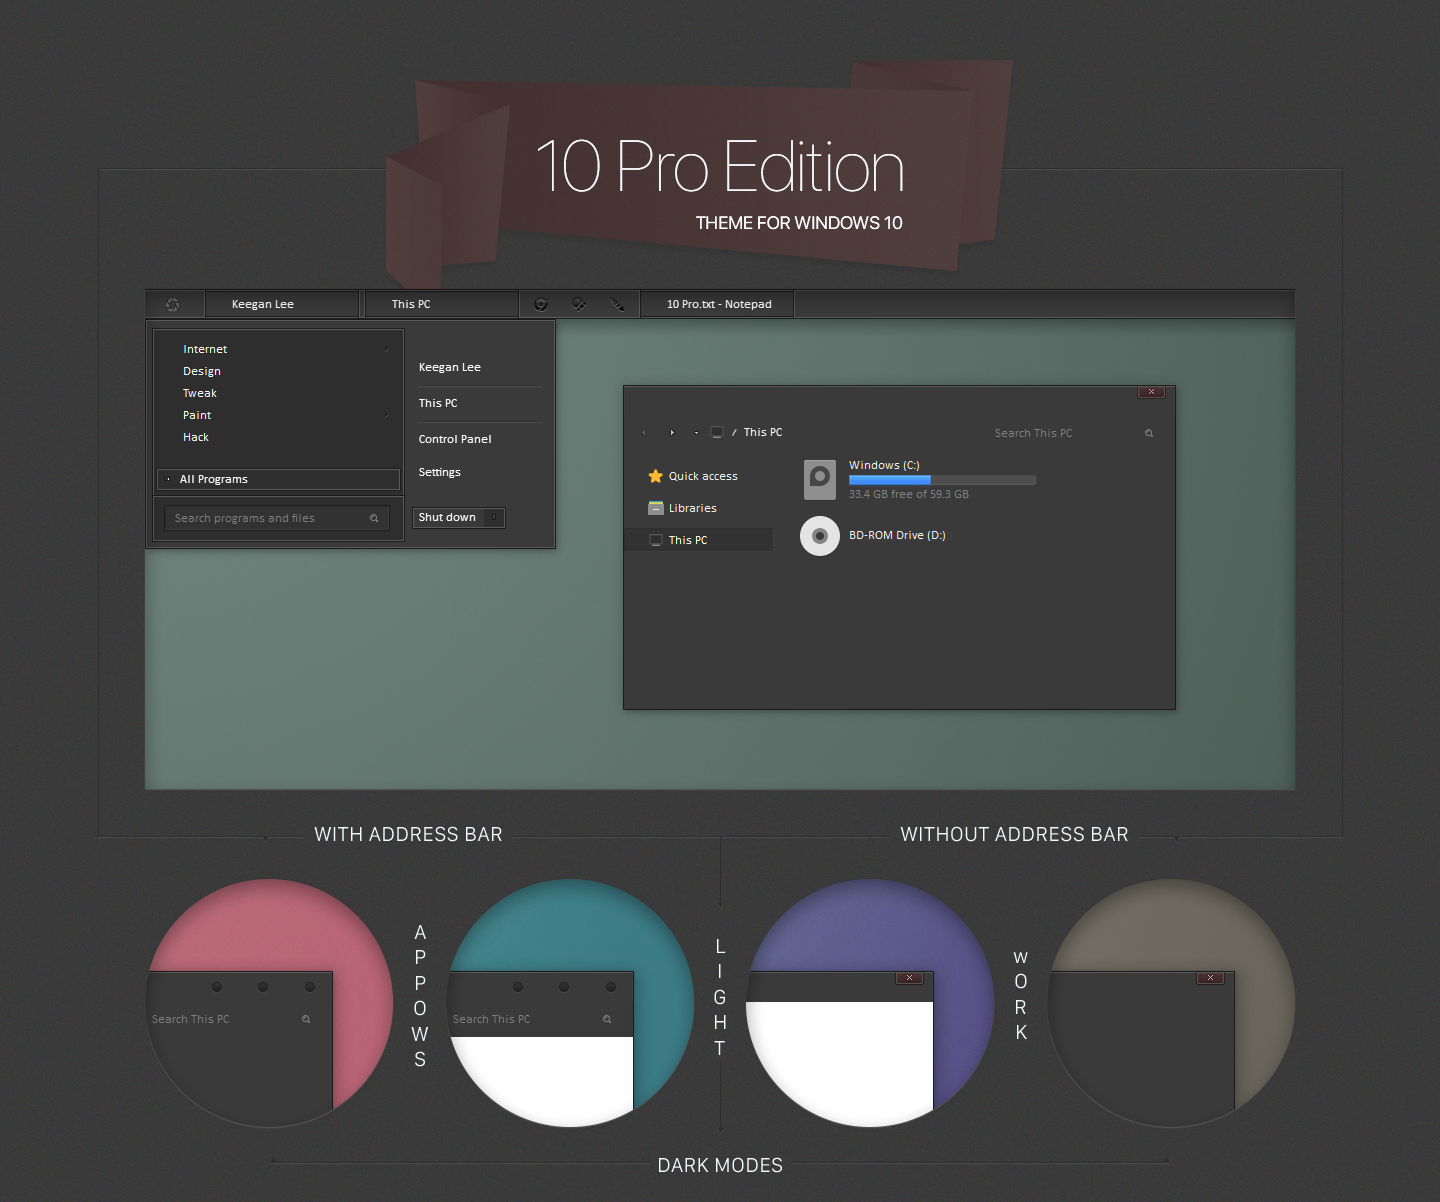 10 Pro Edition
THEME FOR WINDOWS 10
Keegan Lee
This PC
10 Pro.txt - Notepad
Internet
Design
Tweak
Paint
Hack
All Programs
Search programs and files
Keegan Lee
This PC
Control Panel
Settings
Shut down
/ This PC
Search This PC
Quick access
Libraries
This PC
Windows (C:)
33.4 GB free of 59.3 GB
BD-ROM Drive (D:)
WITH ADDRESS BAR
WITHOUT ADDRESS BAR
Search This PC
APPOWS
Search This PC
LIGHT
wORK
DARK MODES